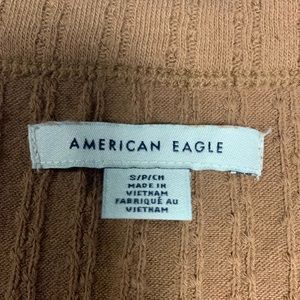 AMERICAN EAGLE
S/P/CH
MADE IN
VIETNAM
FABRIQUÉ AU
VIETNAM